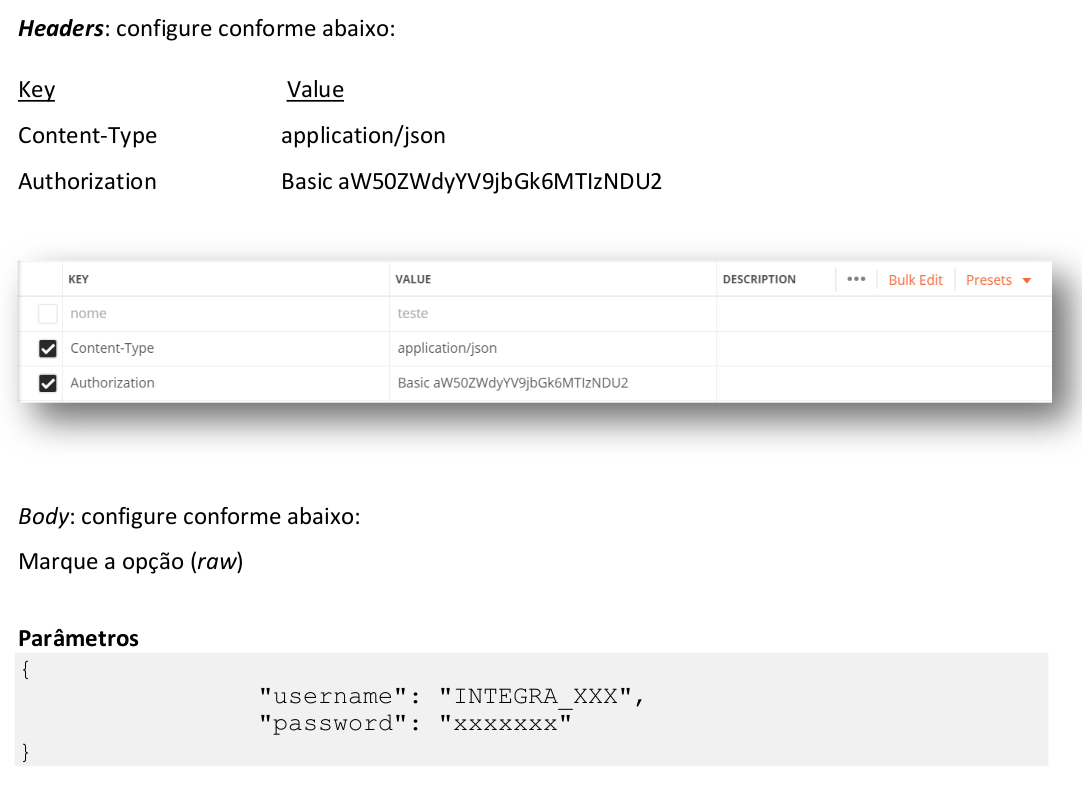 Headers: configure conforme abaixo:
Key Value
Content-Type application/json
Authorization Basic aW50ZWdyYV9jbGk6MTIzNDU2
KEY VALUE DESCRIPTION ••• Bulk Edit Presets
nome teste
Content-Type application/json
Authorization Basic aW50ZWdyYV9jbGk6MTIzNDU2
Body: configure conforme abaixo:
Marque a opção (raw)
Parâmetros
{
"username": "INTEGRA_XXX",
"password": "xxxxxxx"
}